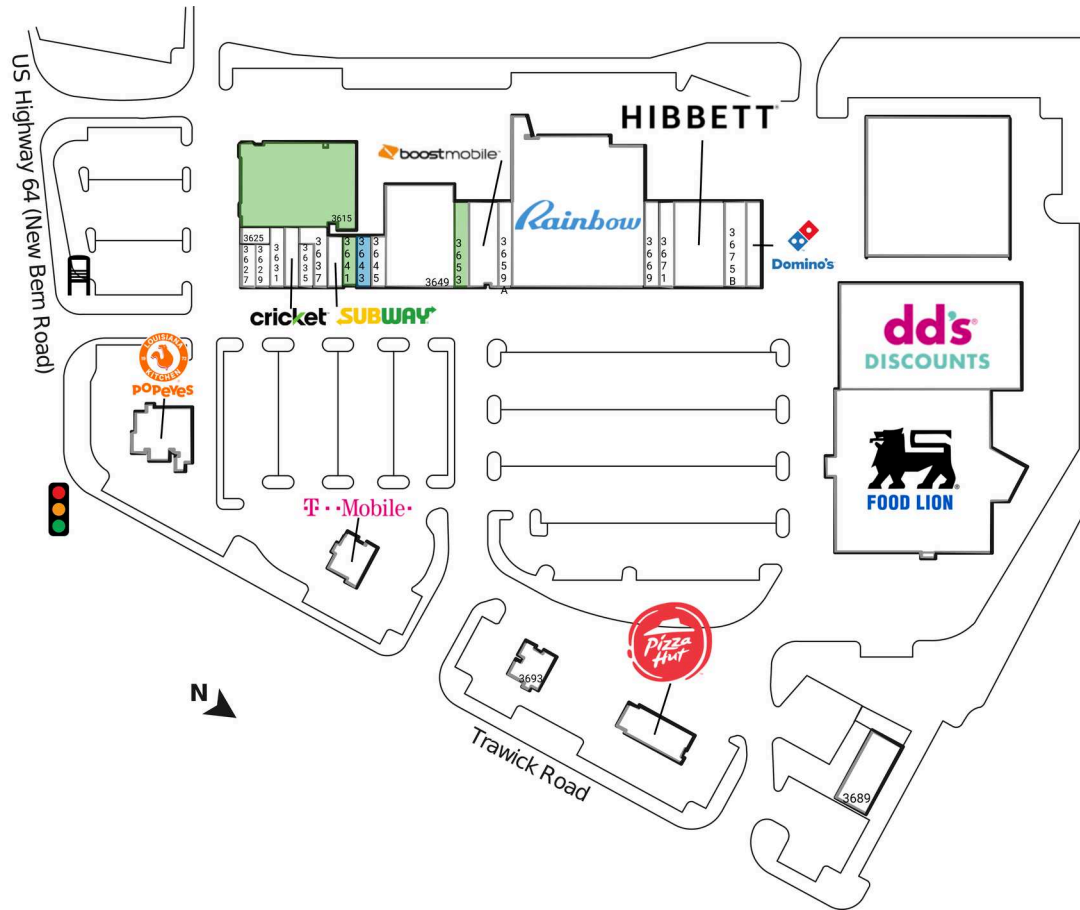 HIBBETT
US Highway 64 (New Bern Road)
boostmobile
3615
Rainbow
Domino's
3625
3627
3629
3631
3635
3637
3641
3643
3645
3649
3653
3659
A
3669
3671
3675
B
cricket
SUBWAY
dd's
DISCOUNTS
LOUISIANA
KITCHEN
POPEYES
FOOD LION
T··Mobile·
Pizza
Hut
3693
N
Trawick Road
3689